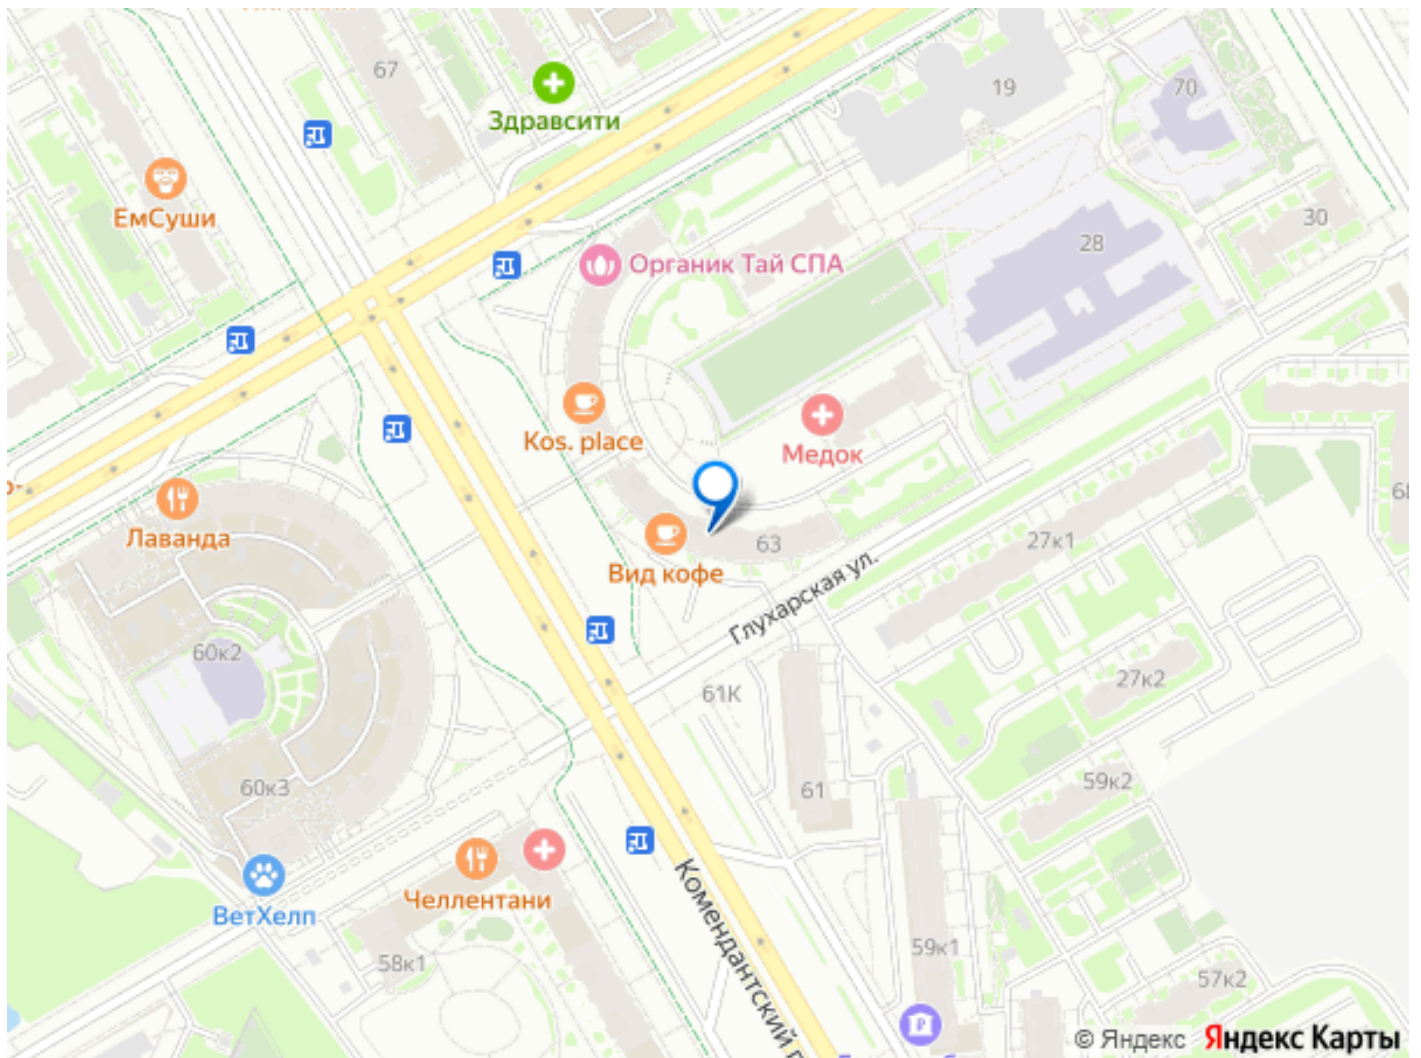 67
Здравсити
19
70
ЕмСуши
30
28
Органик Тай СПА
Kos. place
Медок
Лаванда
63
27к1
Вид кофе
Глухарская ул.
60к2
61К
27к2
60к3
61
59к2
Челлентани
ВетХелп
Комендантский п
58к1
59к1
57к2
© Яндекс Яндекс Карты